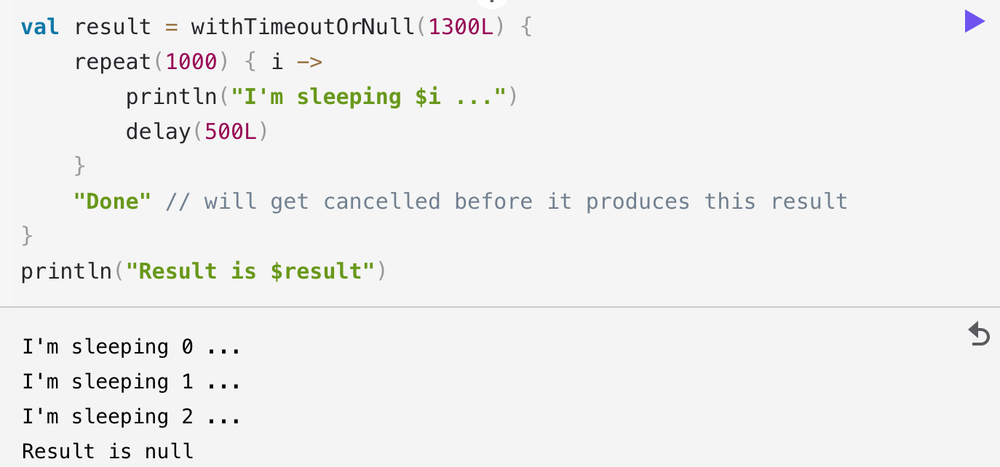 val result = withTimeoutOrNull(1300L) {
    repeat(1000) { i ->
        println("I'm sleeping $i ...")
        delay(500L)
    }
    "Done" // will get cancelled before it produces this result
}
println("Result is $result")
I'm sleeping 0 ...
I'm sleeping 1 ...
I'm sleeping 2 ...
Result is null